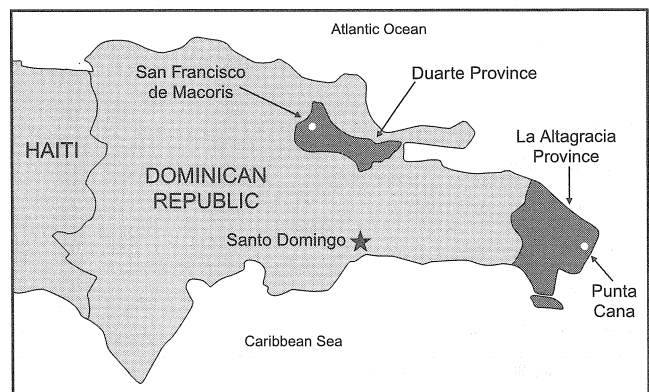 Atlantic Ocean
San Francisco
de Macoris
Duarte Province
La Altagracia
Province
HAITI
DOMINICAN
REPUBLIC
Santo Domingo
Punta
Cana
Caribbean Sea